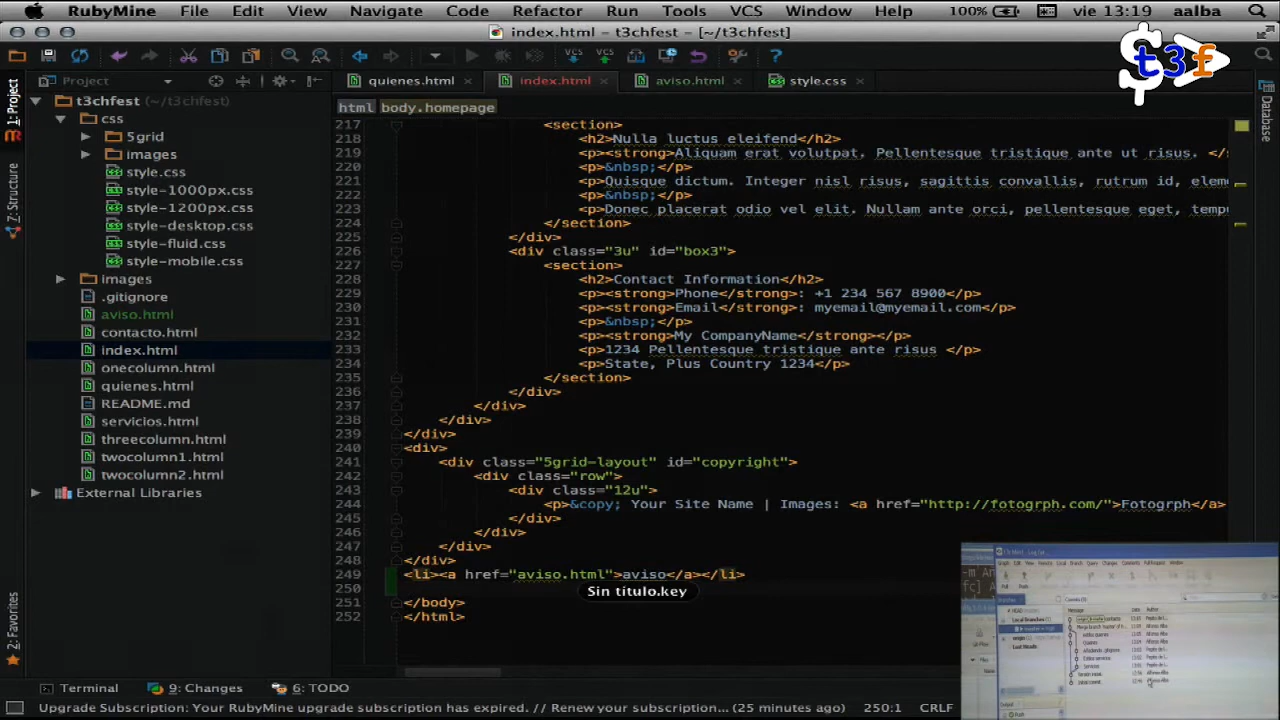 RubyMine File Edit View Navigate Code Refactor Run Tools VCS Window Help 100% vie 13:19 aalba
index.html – t3chfest – [~/t3chfest]
$t3f
Project
quienes.html index.html aviso.html style.css
html body.homepage
1: Project
7: Structure
2: Favorites
Database
t3chfest (~/t3chfest)
css
5grid
images
style.css
style-1000px.css
style-1200px.css
style-desktop.css
style-fluid.css
style-mobile.css
images
.gitignore
aviso.html
contacto.html
index.html
onecolumn.html
quienes.html
README.md
servicios.html
threecolumn.html
twocolumn1.html
twocolumn2.html
External Libraries
217 <section>
218 <h2>Nulla luctus eleifend</h2>
219 <p><strong>Aliquam erat volutpat. Pellentesque tristique ante ut risus. </
220 <p>&nbsp;</p>
221 <p>Quisque dictum. Integer nisl risus, sagittis convallis, rutrum id, eleme
222 <p>&nbsp;</p>
223 <p>Donec placerat odio vel elit. Nullam ante orci, pellentesque eget, tempu
224 </section>
225 </div>
226 <div class="3u" id="box3">
227 <section>
228 <h2>Contact Information</h2>
229 <p><strong>Phone</strong>: +1 234 567 8900</p>
230 <p><strong>Email</strong>: myemail@myemail.com</p>
231 <p>&nbsp;</p>
232 <p><strong>My CompanyName</strong></p>
233 <p>1234 Pellentesque tristique ante risus </p>
234 <p>State, Plus Country 1234</p>
235 </section>
236 </div>
237 </div>
238 </div>
239 </div>
240 <div>
241 <div class="5grid-layout" id="copyright">
242 <div class="row">
243 <div class="12u">
244 <p>&copy; Your Site Name | Images: <a href="http://fotogrph.com/">Fotogrph</a>
245 </div>
246 </div>
247 </div>
248 </div>
249 <li><a href="aviso.html">aviso</a></li>
250
251 </body>
252 </html>
Sin título.key
Terminal 9: Changes 6: TODO
Upgrade Subscription: Your RubyMine upgrade subscription has expired. // Renew your subscription... (25 minutes ago) 250:1 CRLF